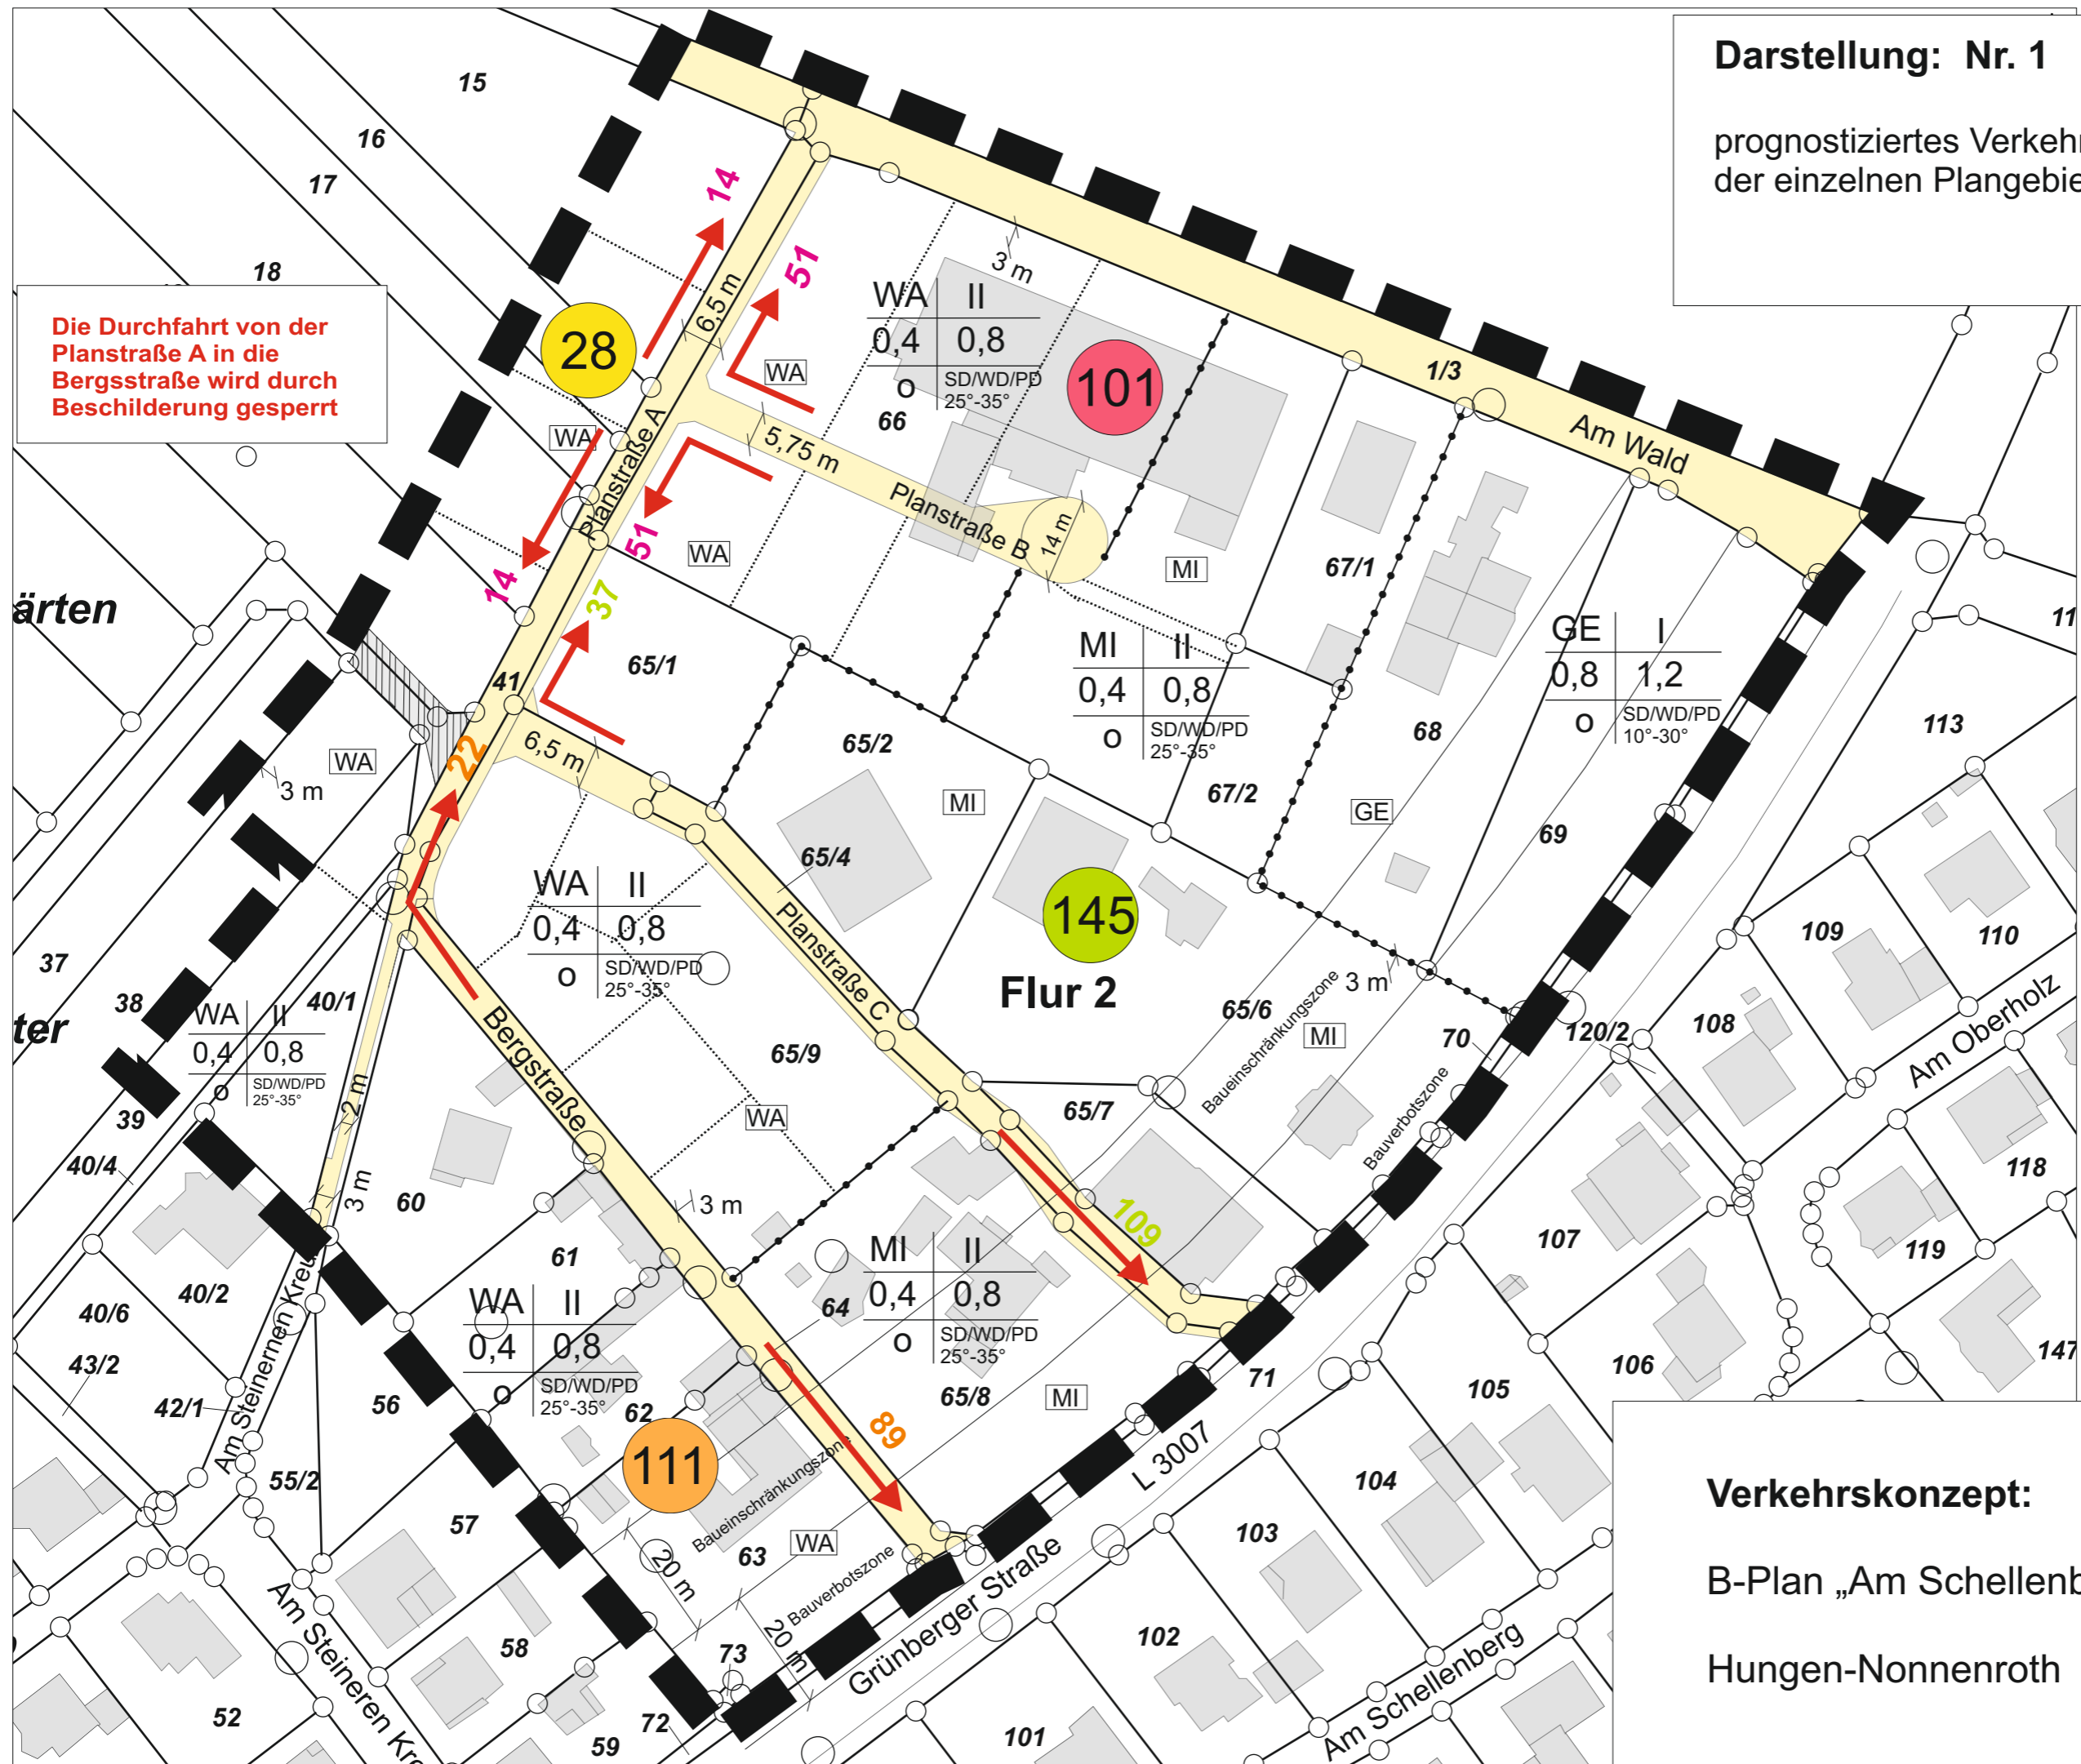 Darstellung: Nr. 1
prognostiziertes Verkehr
der einzelnen Plangebie
15
16
17
18
14
51
3 m
6,5 m
Die Durchfahrt von der
Planstraße A in die
Bergsstraße wird durch
Beschilderung gesperrt
28
WA II
0,4 0,8
o SD/WD/PD
25°-35°
101
WA
66
1/3
Am Wald
WA
Planstraße A
5,75 m
Planstraße B
14 m
51
WA
MI
67/1
14
37
ärten
41
65/1
MI II
0,4 0,8
o SD/WD/PD
25°-35°
GE I
0,8 1,2
o SD/WD/PD
10°-30°
11
113
68
22
6,5 m
65/2
WA
3 m
MI
67/2
GE
69
65/4
WA II
0,4 0,8
o SD/WD/PD
25°-35°
Planstraße C
145
Flur 2
109
110
37
38
40/1
ter
WA II
0,4 0,8
o SD/WD/PD
25°-35°
Bergstraße
65/9
65/6
3 m
Baueinschränkungszone
MI
70
120/2
108
Am Oberholz
39
2 m
WA
65/7
Bauverbotszone
40/4
3 m
60
3 m
109
118
107
119
61
MI II
0,4 0,8
o SD/WD/PD
25°-35°
64
40/2
40/6
43/2
42/1
Am Steinernen Kreu
WA II
0,4 0,8
o SD/WD/PD
25°-35°
56
62
89
65/8
MI
71
106
147
105
111
Baueinschränkungszone
L 3007
104
55/2
57
63
WA
20 m
Bauverbotszone
103
Verkehrskonzept:
B-Plan „Am Schellenb
Hungen-Nonnenroth
Am Steineren Kre
58
20 m
73
Grünberger Straße
102
Am Schellenberg
52
72
59
101